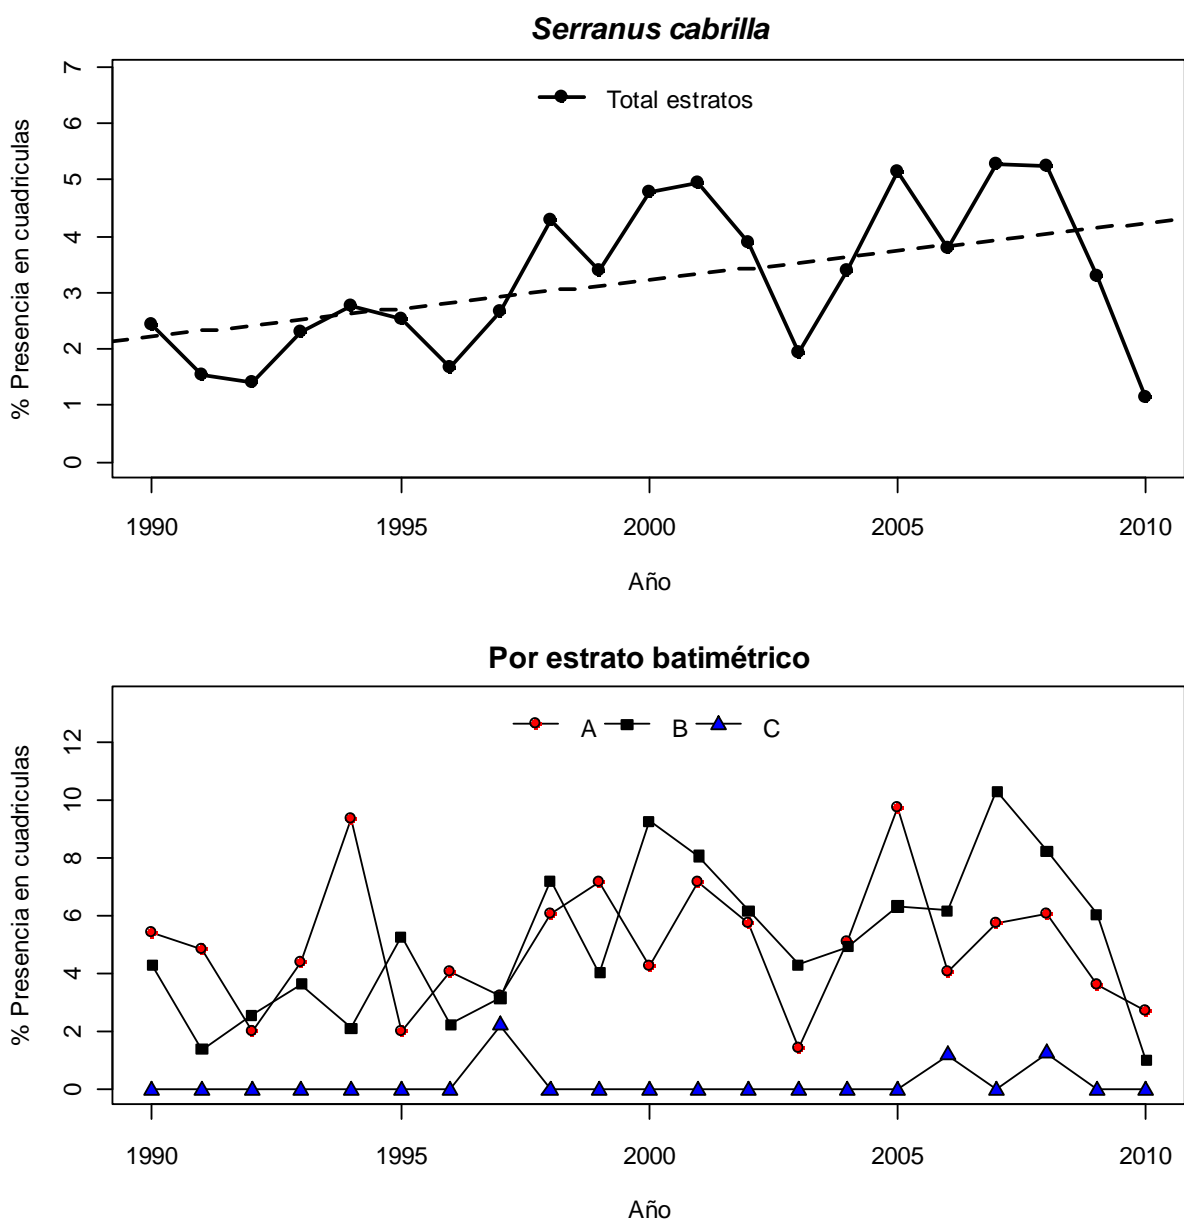 Serranus cabrilla
Total estratos
% Presencia en cuadriculas
7
6
5
4
3
2
1
0
1990 1995 2000 2005 2010
Año
Por estrato batimétrico
A B C
% Presencia en cuadriculas
12
10
8
6
4
2
0
1990 1995 2000 2005 2010
Año